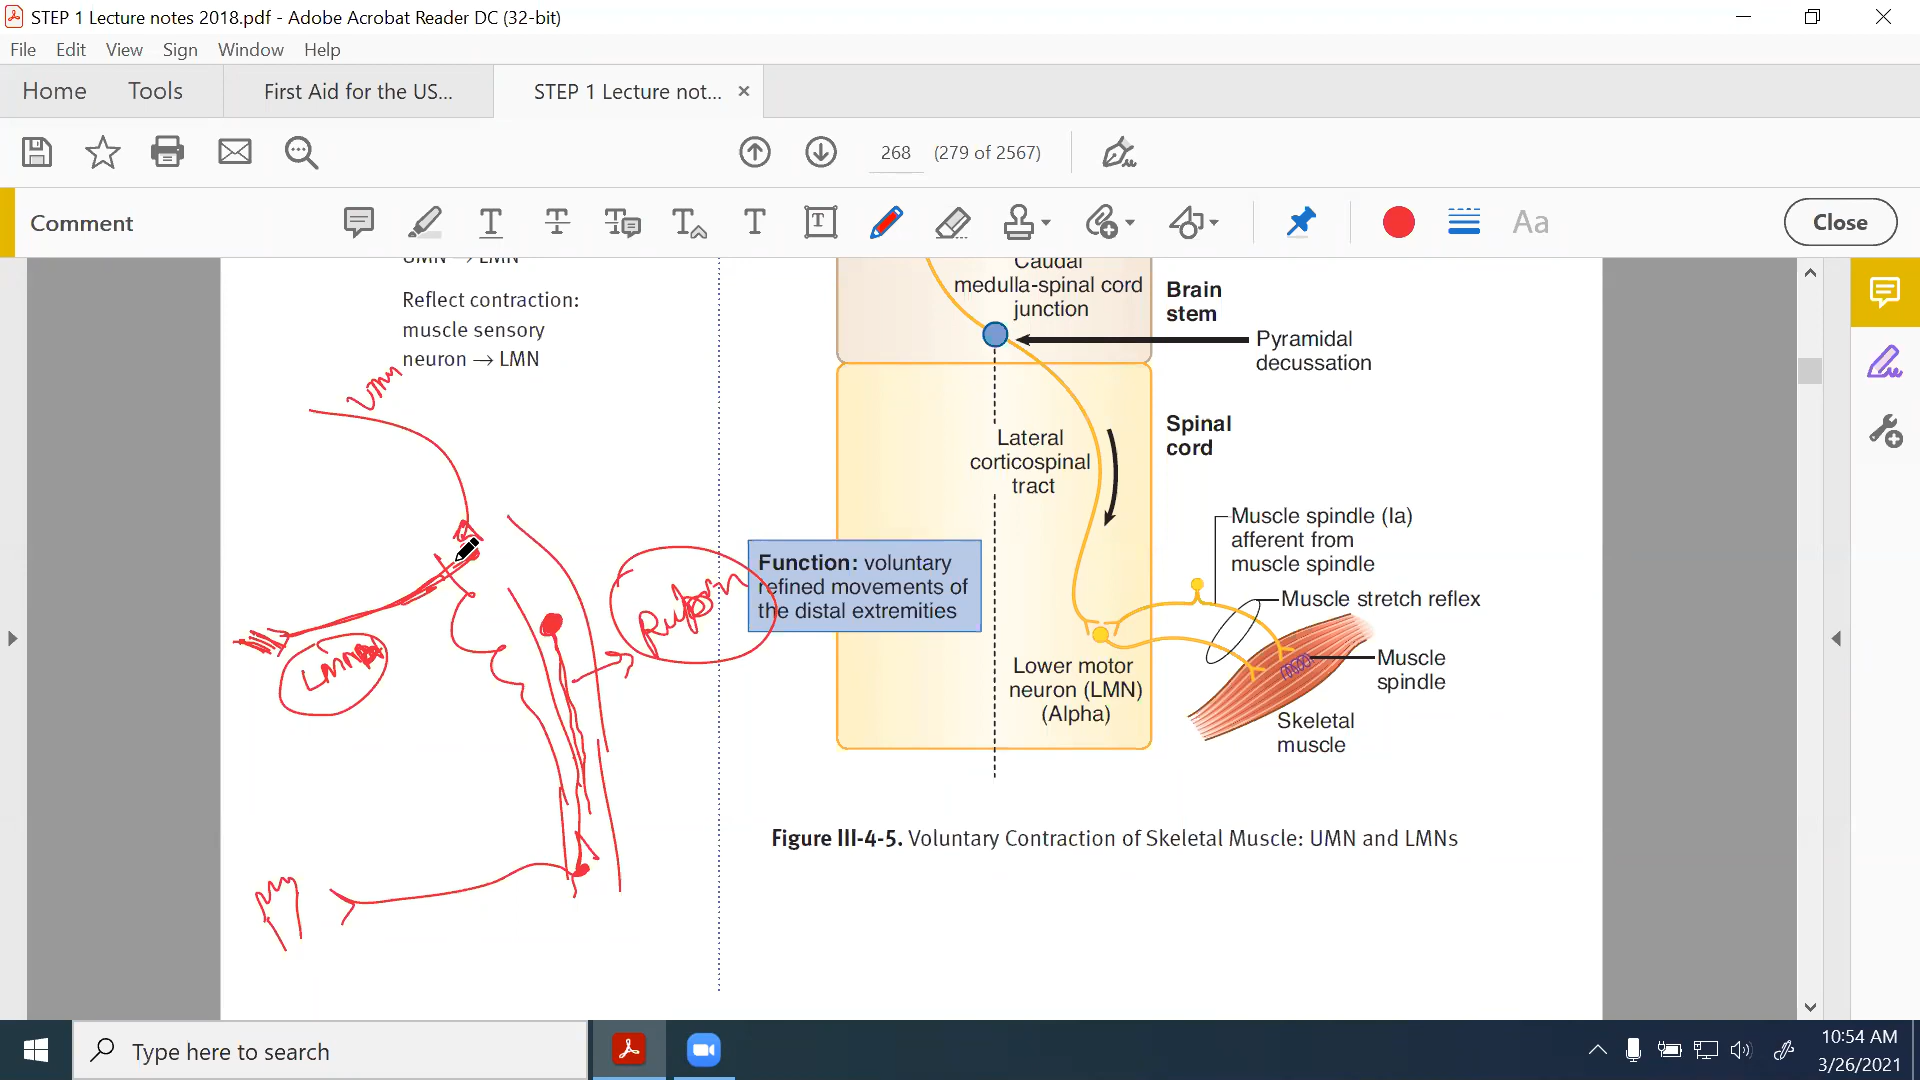 STEP 1 Lecture notes 2018.pdf - Adobe Acrobat Reader DC (32-bit)
File Edit View Sign Window Help
Home Tools First Aid for the US... STEP 1 Lecture not... ×
268 (279 of 2567)
Comment
Aa
Close
UMN → LMN
Reflect contraction:
muscle sensory
neuron → LMN
UMN
LMN
Caudal
medulla-spinal cord
junction
Brain
stem
Pyramidal
decussation
Spinal
cord
Lateral
corticospinal
tract
Function: voluntary
refined movements of
the distal extremities
Muscle spindle (Ia)
afferent from
muscle spindle
Muscle stretch reflex
Lower motor
neuron (LMN)
(Alpha)
Muscle
spindle
Skeletal
muscle
Figure III-4-5. Voluntary Contraction of Skeletal Muscle: UMN and LMNs
Type here to search
10:54 AM
3/26/2021